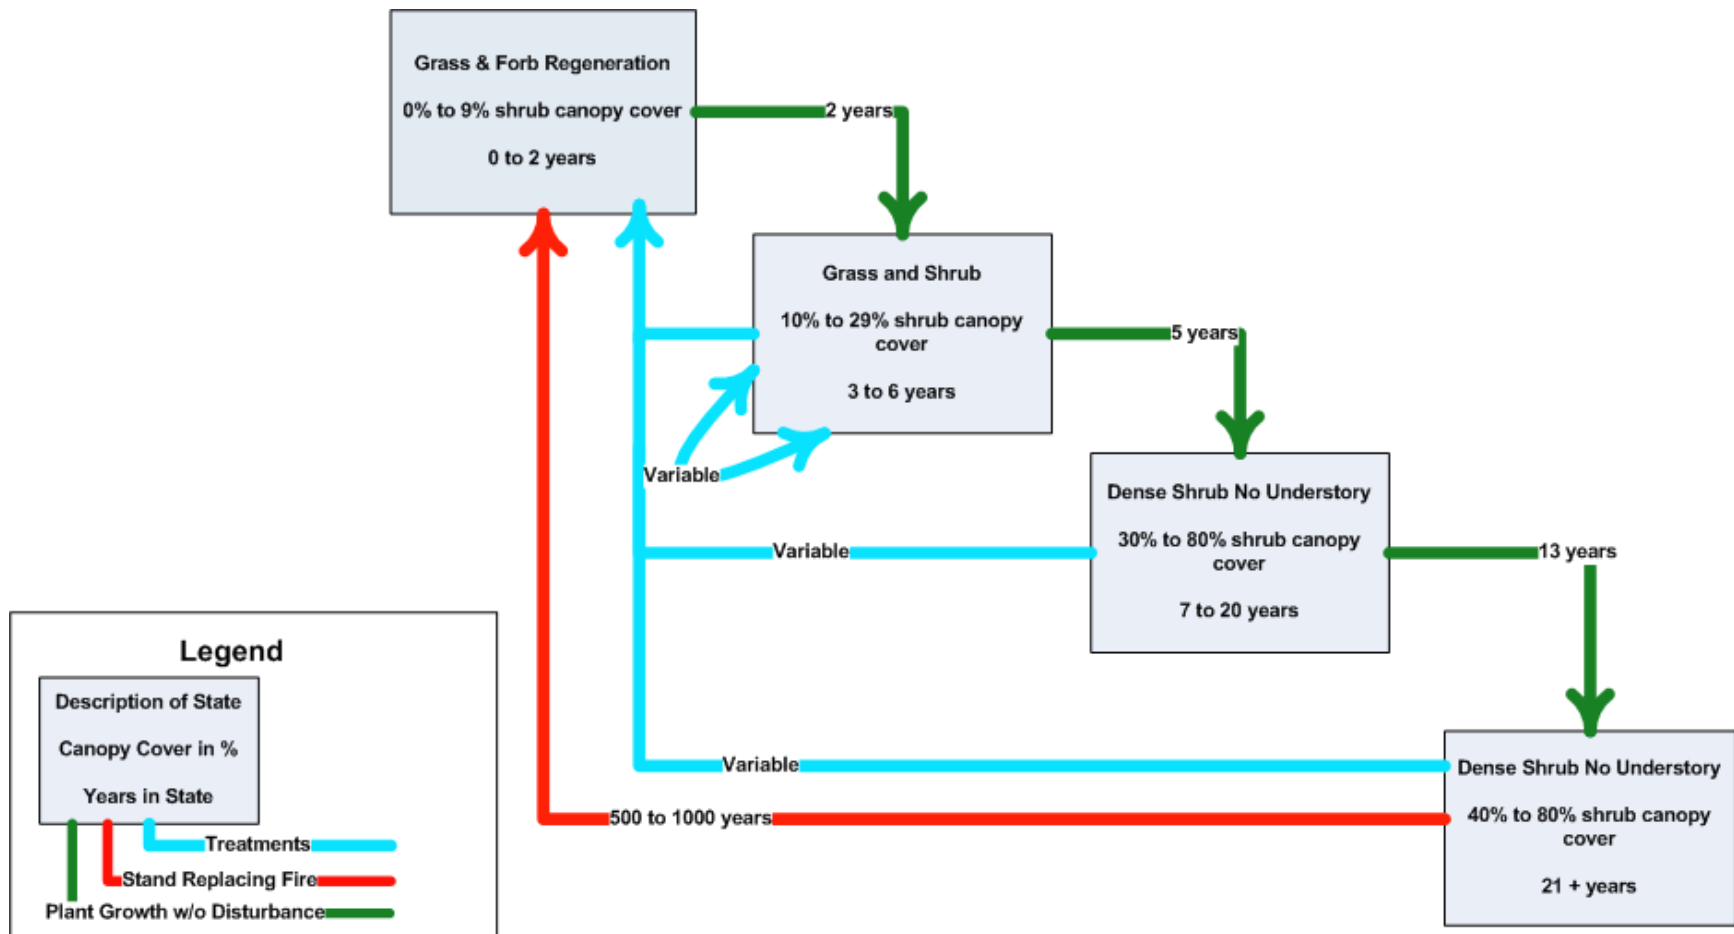 Grass & Forb Regeneration
0% to 9% shrub canopy cover
0 to 2 years
2 years
Grass and Shrub
10% to 29% shrub canopy
cover
3 to 6 years
5 years
Variable
Dense Shrub No Understory
30% to 80% shrub canopy
cover
7 to 20 years
Variable
13 years
Dense Shrub No Understory
40% to 80% shrub canopy
cover
21 + years
Variable
500 to 1000 years
Legend
Description of State
Canopy Cover in %
Years in State
Treatments
Stand Replacing Fire
Plant Growth w/o Disturbance